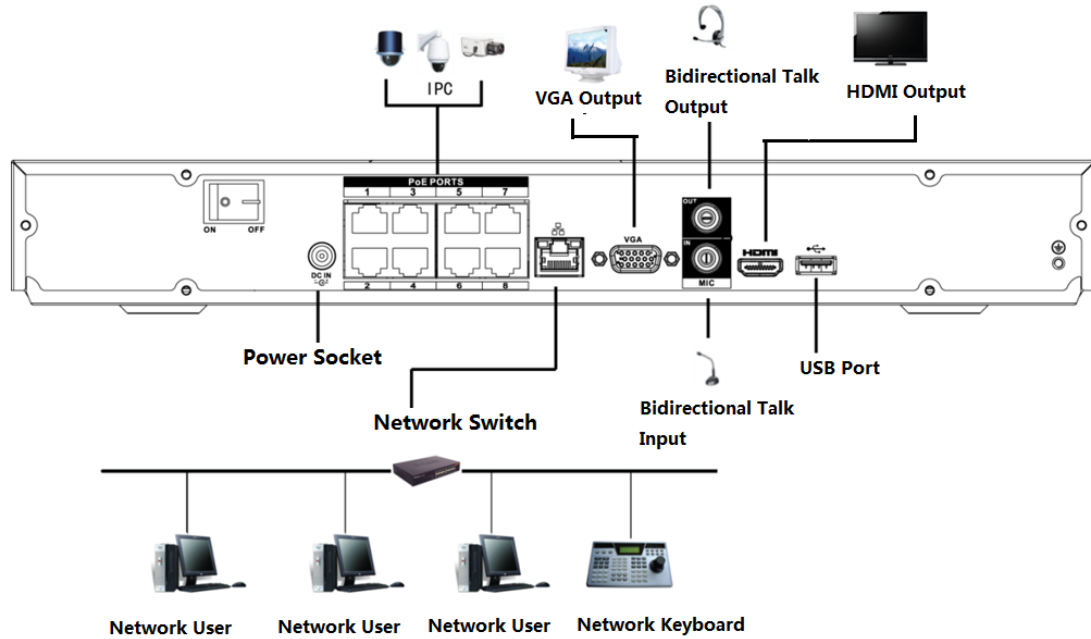 IPC
VGA Output
Bidirectional Talk
Output
HDMI Output
PoE PORTS
1 3 5 7
ON OFF
DC IN
2 4 6 8
VGA
OUT
IN
MIC
HDMI
Power Socket
Network Switch
Bidirectional Talk
Input
USB Port
Network User
Network User
Network User
Network Keyboard